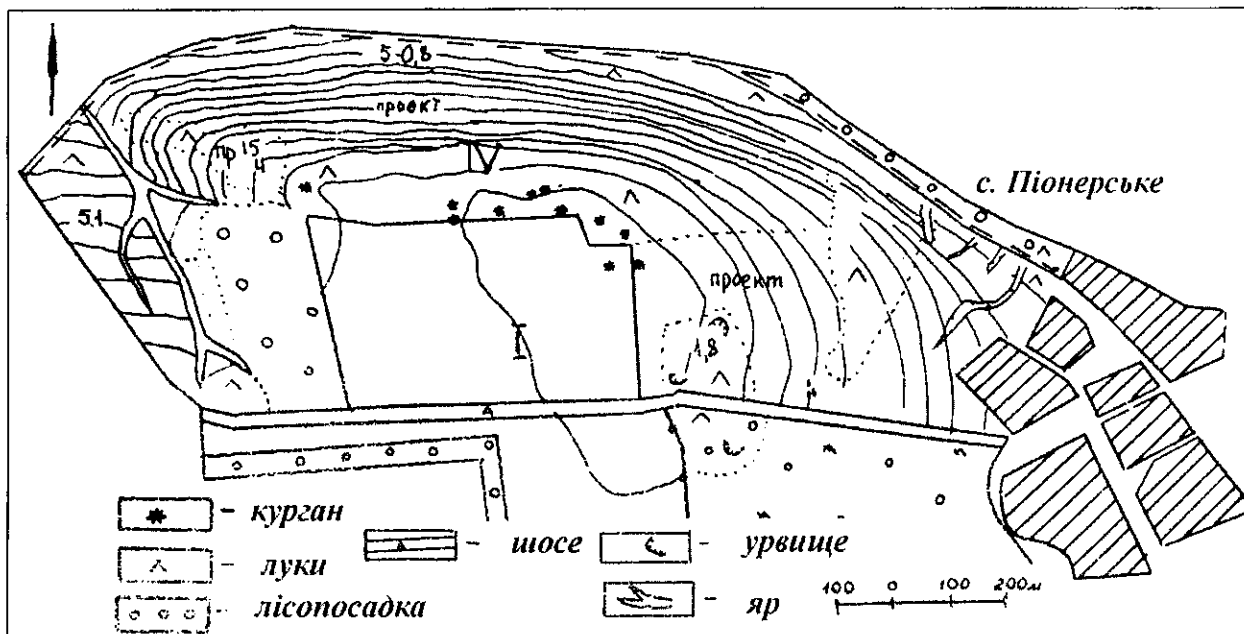 5-0,8
проект
пр 15
ч
IV
с. Піонерське
5.1
проект
I
1,8
- курган
- шосе
- урвище
- луки
- лісопосадка
- яр
100 0 100 200м